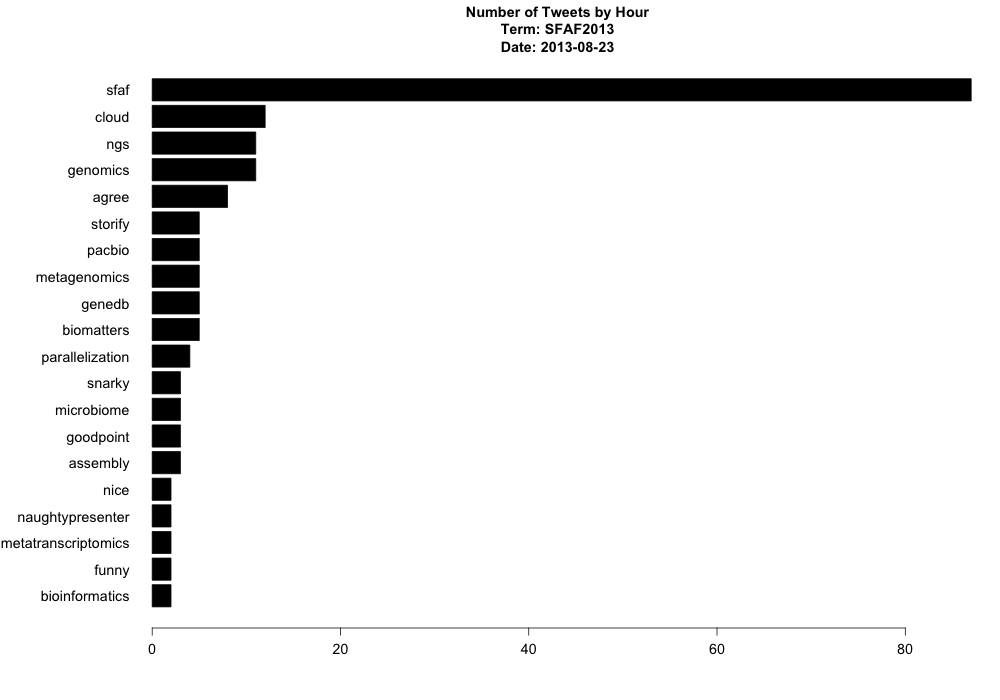 Number of Tweets by Hour
Term: SFAF2013
Date: 2013-08-23
sfaf
cloud
ngs
genomics
agree
storify
pacbio
metagenomics
genedb
biomatters
parallelization
snarky
microbiome
goodpoint
assembly
nice
naughtypresenter
metatranscriptomics
funny
bioinformatics
0 20 40 60 80